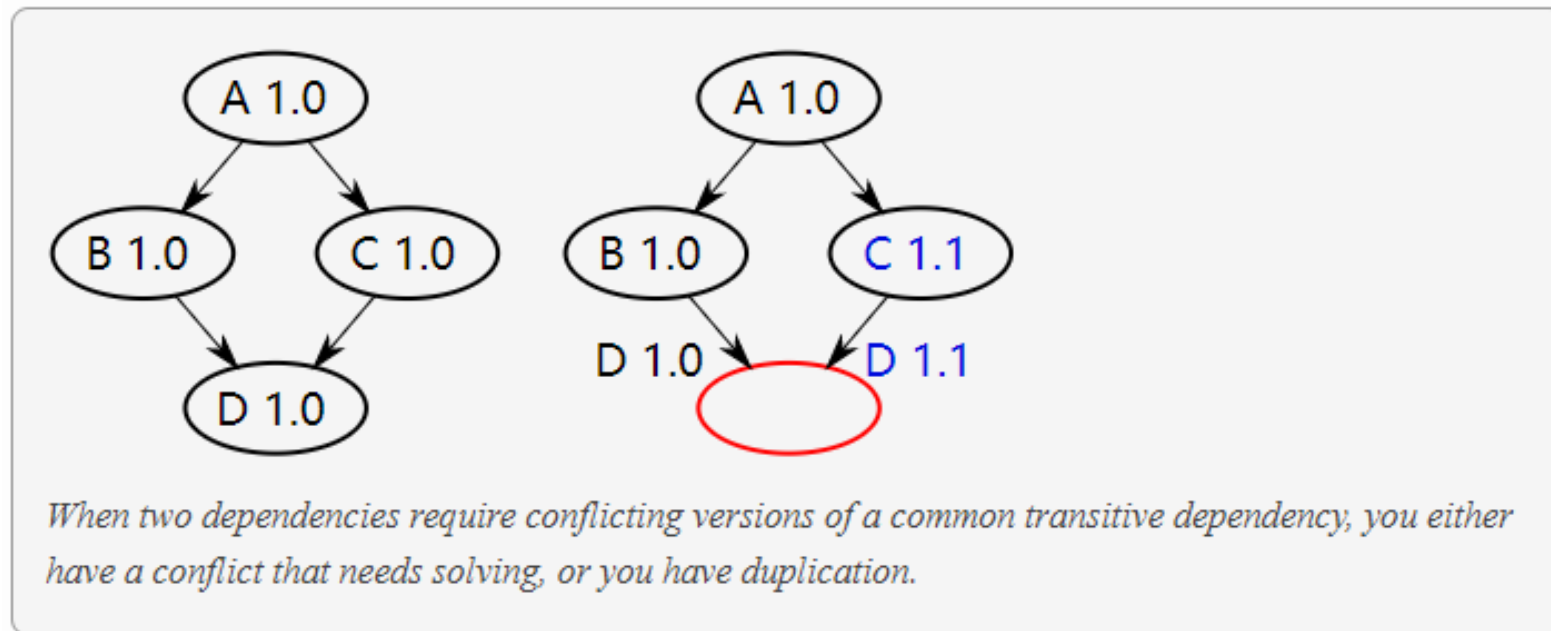 A 1.0
A 1.0
B 1.0
C 1.0
B 1.0
C 1.1
D 1.0
D 1.1
D 1.0
When two dependencies require conflicting versions of a common transitive dependency, you either
have a conflict that needs solving, or you have duplication.